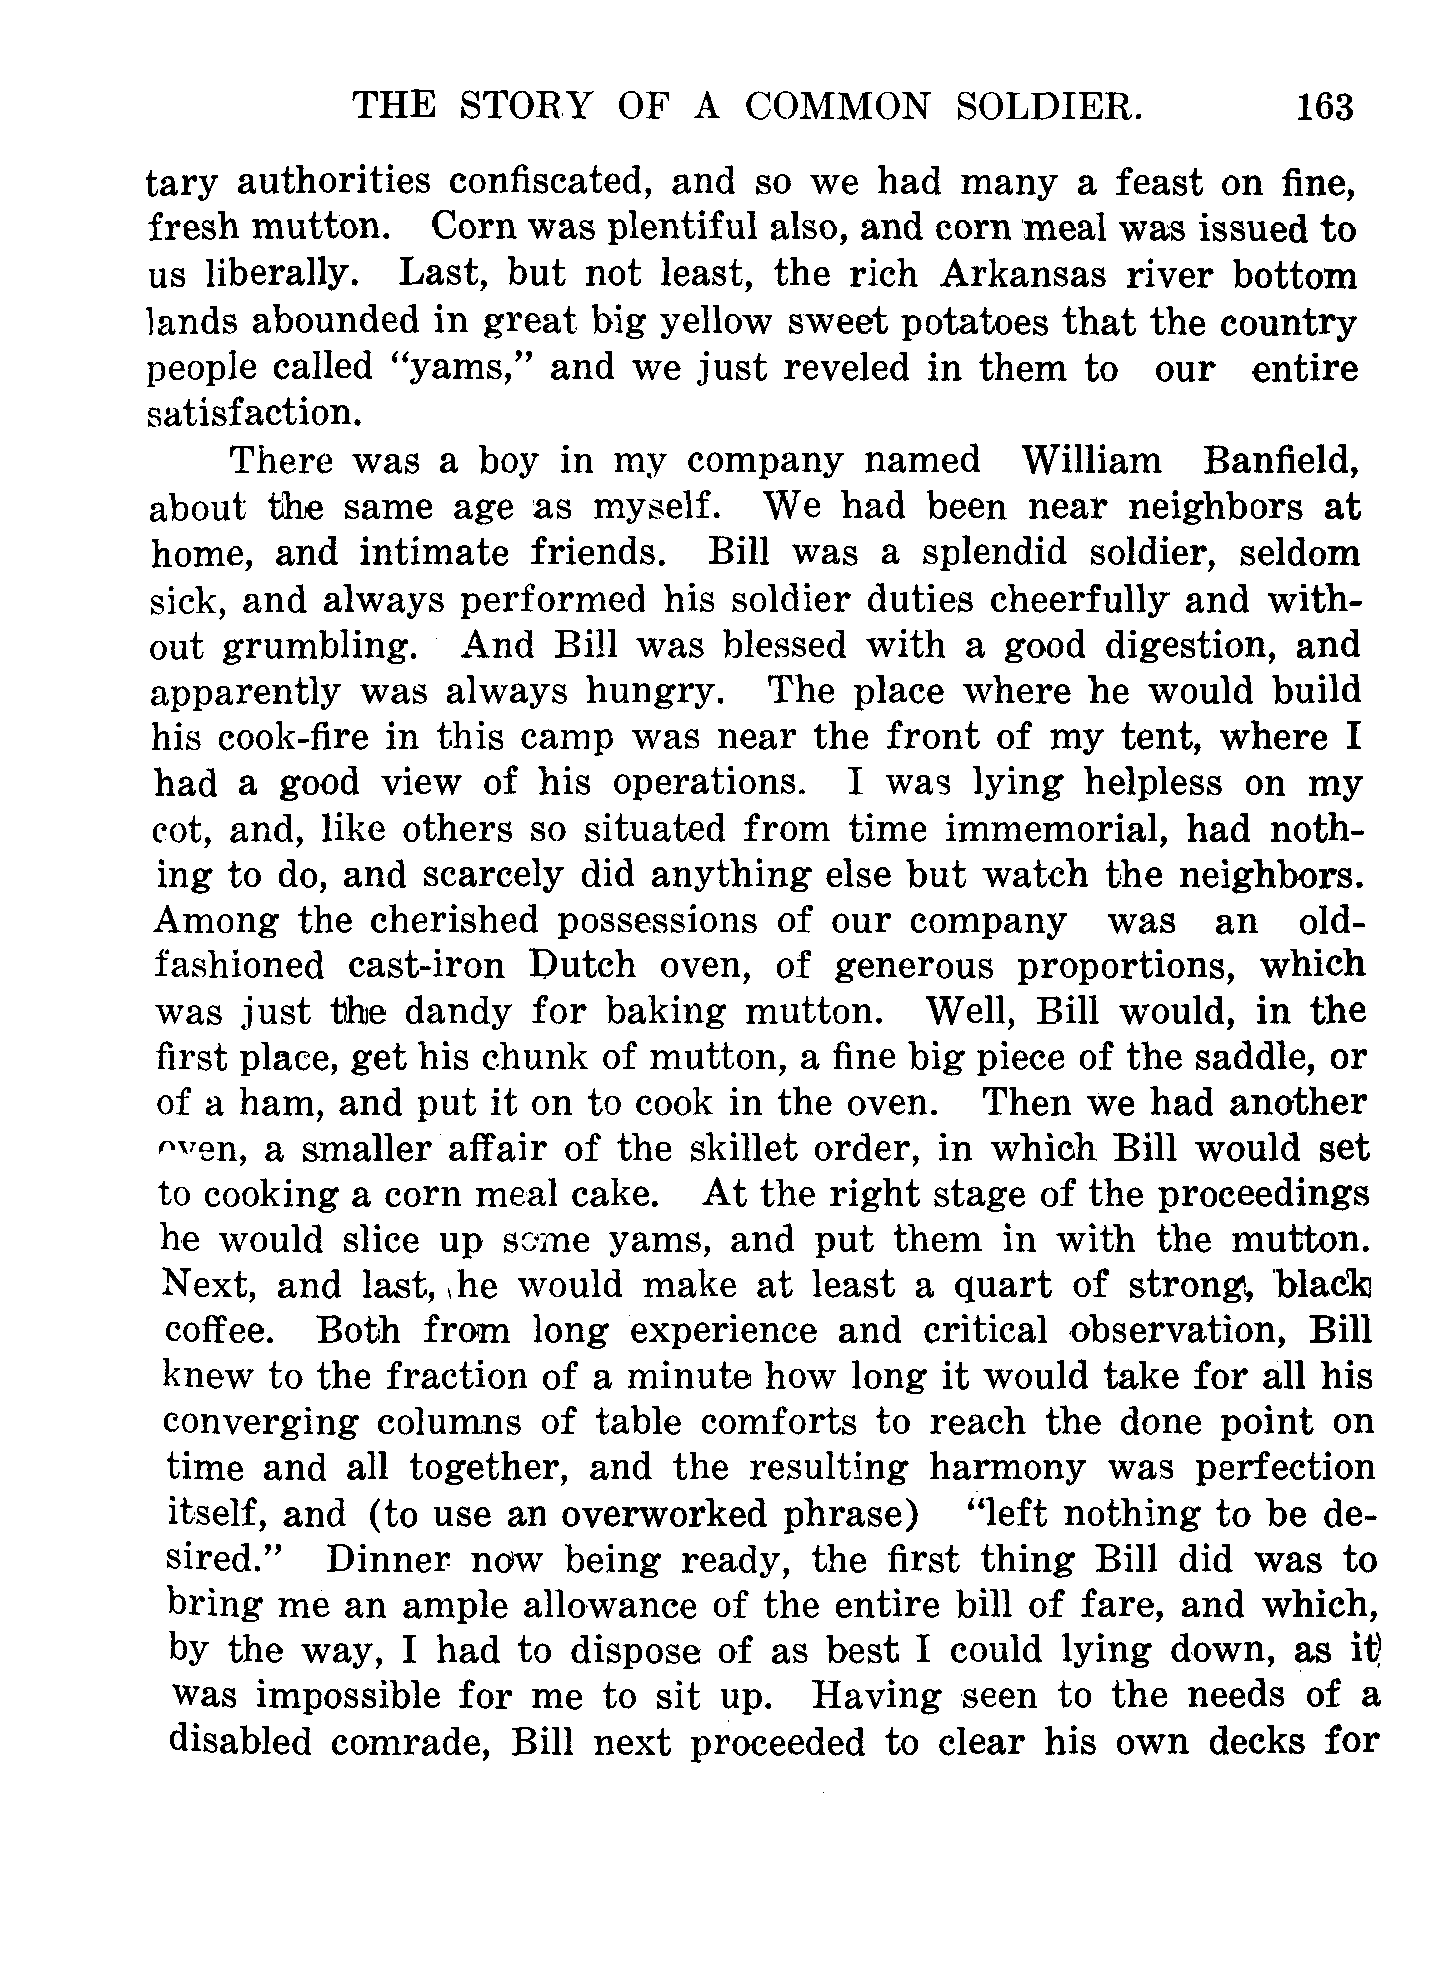 THE STORY OF A COMMON SOLDIER. 163
tary authorities confiscated, and so we had many a feast on fine,
fresh mutton. Corn was plentiful also, and corn meal was issued to
us liberally. Last, but not least, the rich Arkansas river bottom
lands abounded in great big yellow sweet potatoes that the country
people called "yams," and we just reveled in them to our entire
satisfaction.
There was a boy in my company named William Banfield,
about the same age as myself. We had been near neighbors at
home, and intimate friends. Bill was a splendid soldier, seldom
sick, and always performed his soldier duties cheerfully and with-
out grumbling. And Bill was blessed with a good digestion, and
apparently was always hungry. The place where he would build
his cook-fire in this camp was near the front of my tent, where I
had a good view of his operations. I was lying helpless on my
cot, and, like others so situated from time immemorial, had noth-
ing to do, and scarcely did anything else but watch the neighbors.
Among the cherished possessions of our company was an old-
fashioned cast-iron Dutch oven, of generous proportions, which
was just the dandy for baking mutton. Well, Bill would, in the
first place, get his chunk of mutton, a fine big piece of the saddle, or
of a ham, and put it on to cook in the oven. Then we had another
oven, a smaller affair of the skillet order, in which Bill would set
to cooking a corn meal cake. At the right stage of the proceedings
he would slice up some yams, and put them in with the mutton.
Next, and last, he would make at least a quart of strong, black
coffee. Both from long experience and critical observation, Bill
knew to the fraction of a minute how long it would take for all his
converging columns of table comforts to reach the done point on
time and all together, and the resulting harmony was perfection
itself, and (to use an overworked phrase) "left nothing to be de-
sired." Dinner now being ready, the first thing Bill did was to
bring me an ample allowance of the entire bill of fare, and which,
by the way, I had to dispose of as best I could lying down, as it
was impossible for me to sit up. Having seen to the needs of a
disabled comrade, Bill next proceeded to clear his own decks for